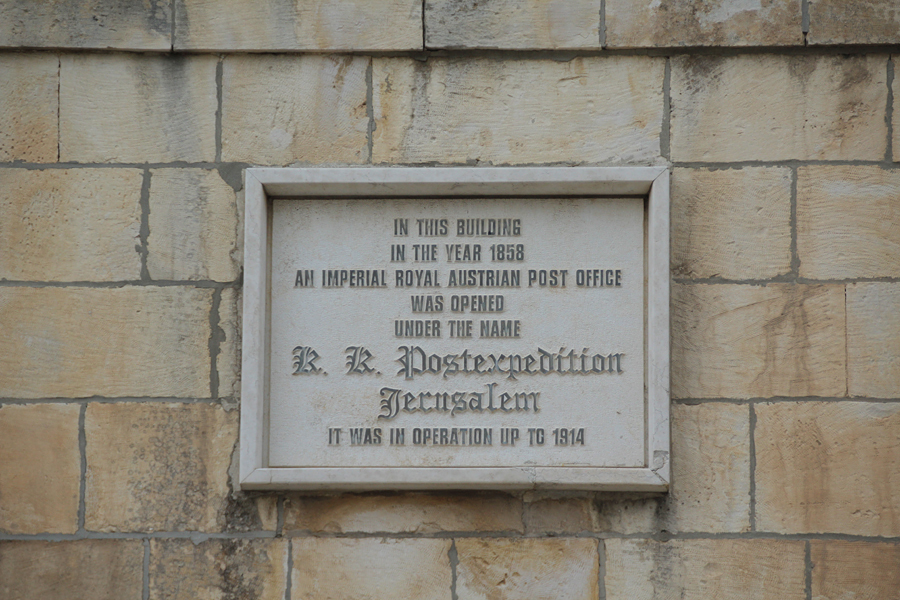 IN THIS BUILDING
IN THE YEAR 1858
AN IMPERIAL ROYAL AUSTRIAN POST OFFICE
WAS OPENED
UNDER THE NAME
K. K. Postexpedition
Jerusalem
IT WAS IN OPERATION UP TO 1914